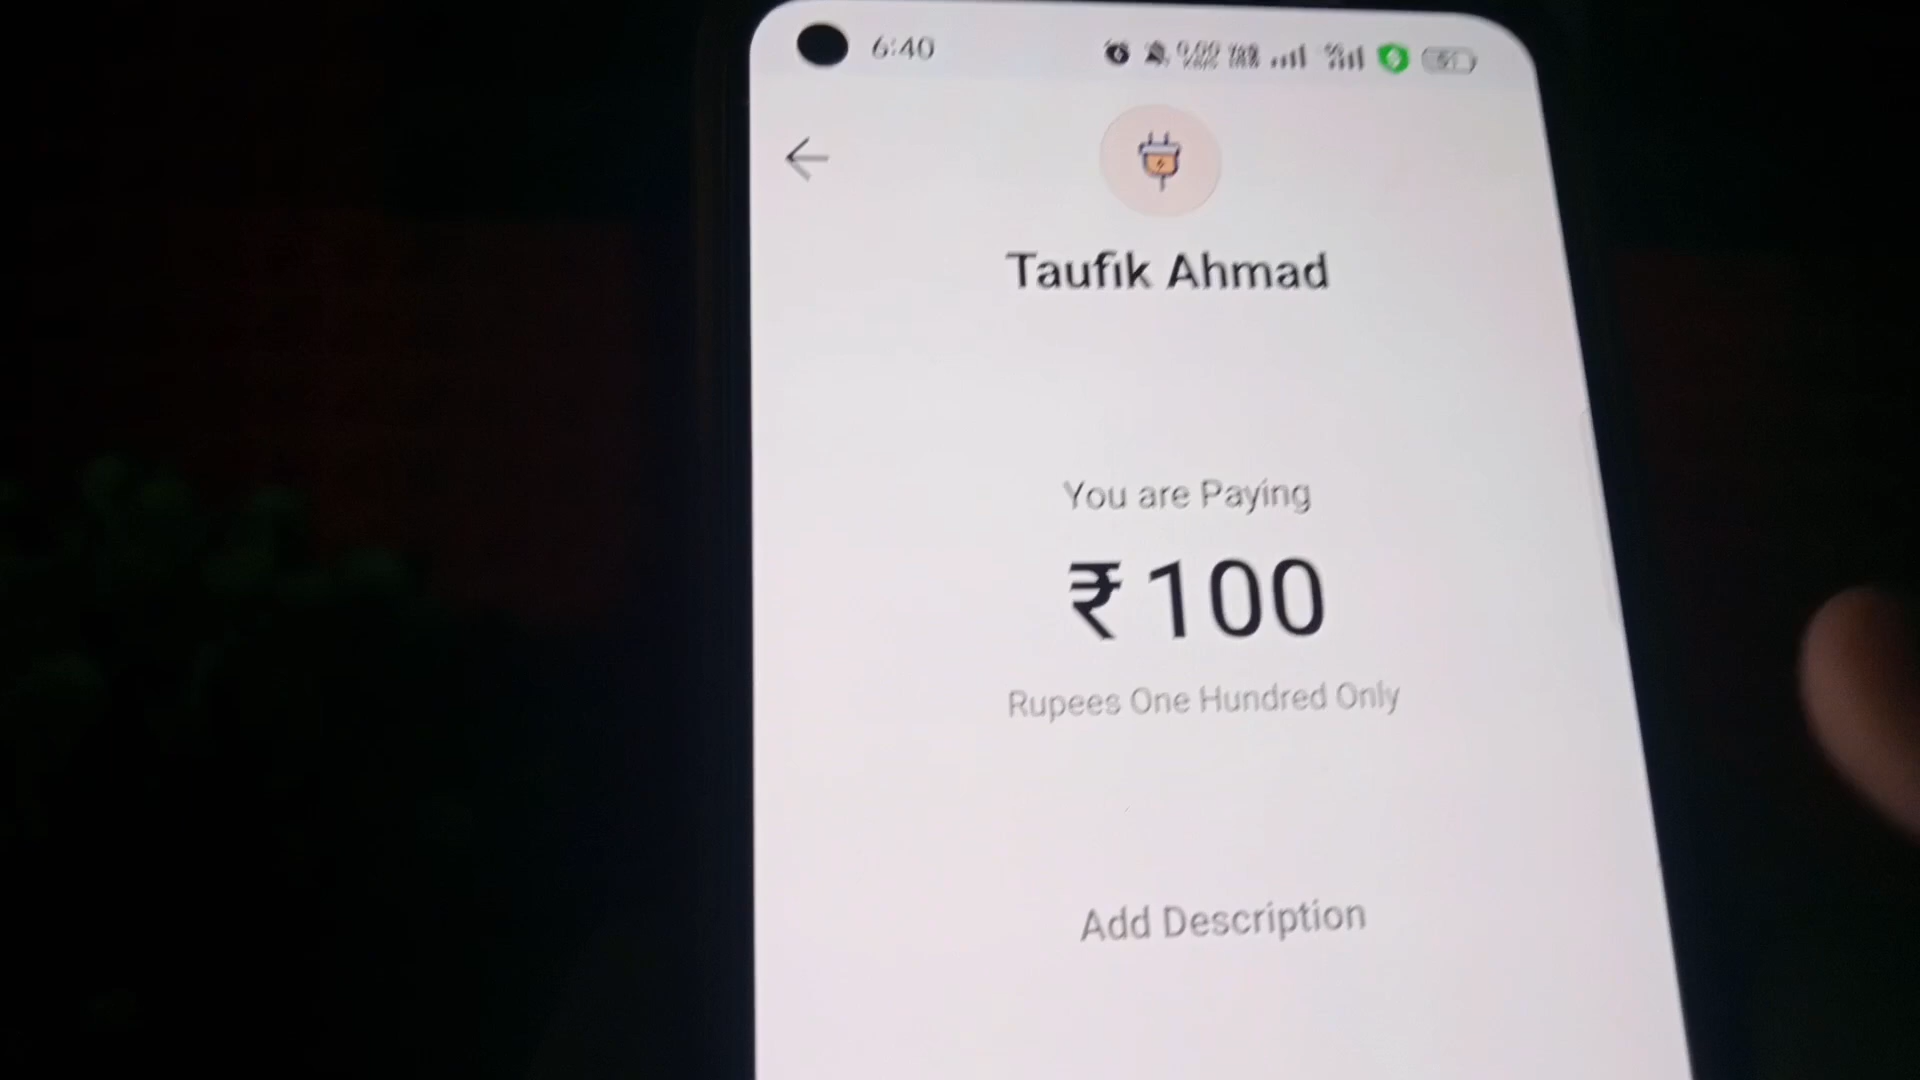 6:40
Taufik Ahmad
You are Paying
₹100
Rupees One Hundred Only
Add Description